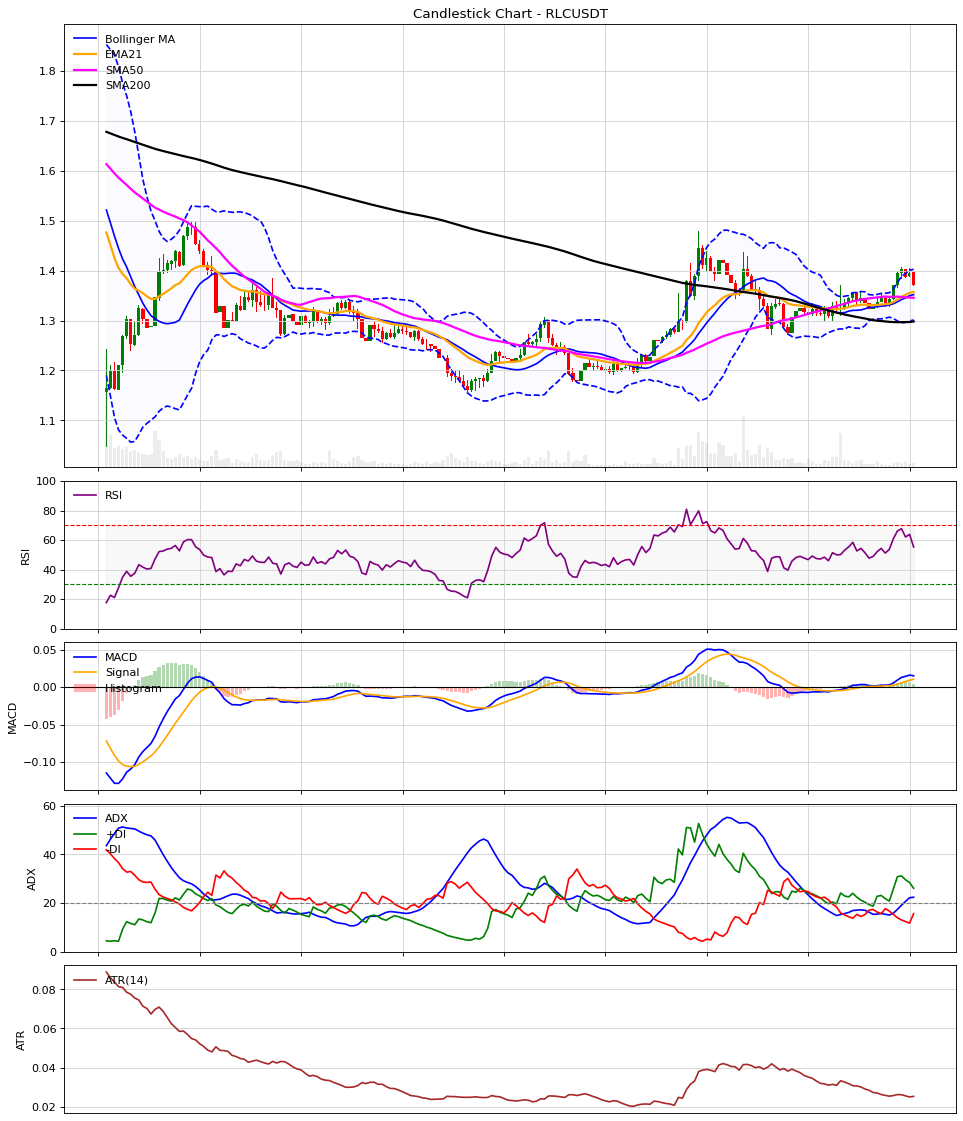 Candlestick Chart - RLCUSDT
Bollinger MA
EMA21
SMA50
SMA200
1.8
1.7
1.6
1.5
1.4
1.3
1.2
1.1
RSI
100
80
60
40
20
0
RSI
MACD
Signal
Histogram
0.05
0.00
−0.05
−0.10
MACD
ADX
+DI
-DI
60
40
20
0
ADX
ATR(14)
0.08
0.06
0.04
0.02
ATR